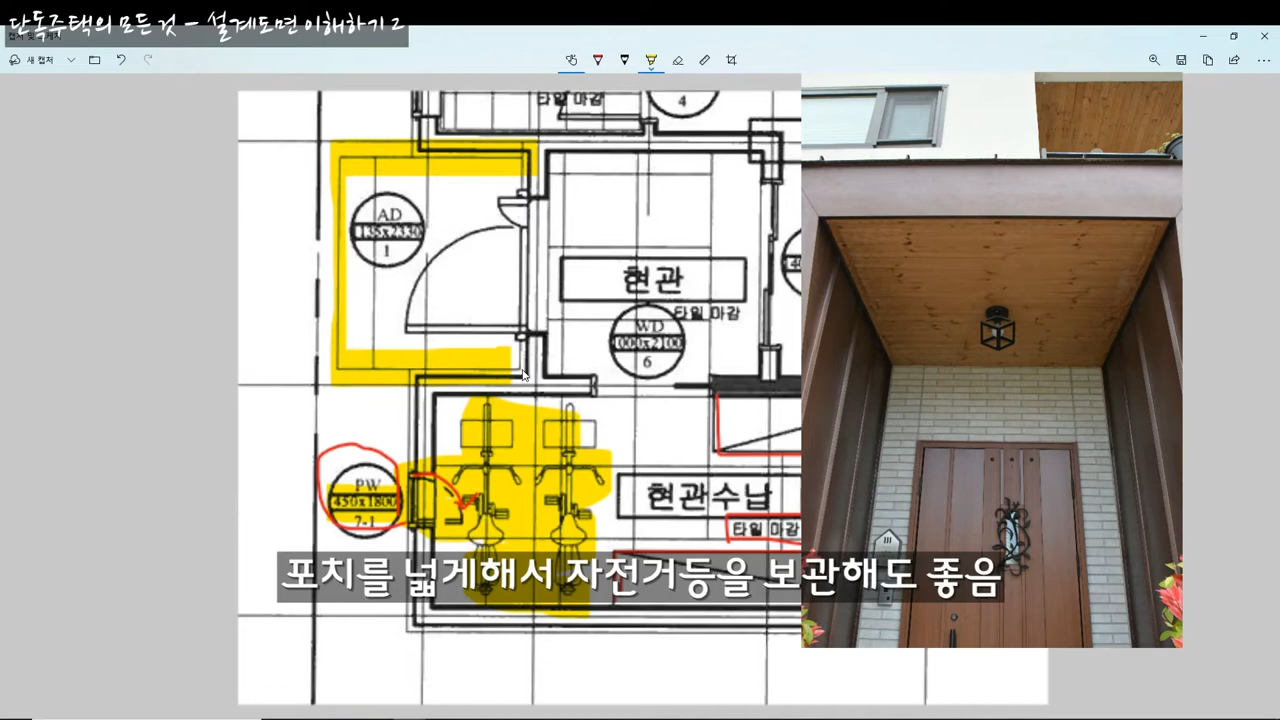 단독주택의 모든것 - 설계도면 이해하기 2
새 캡처
타일 마감
4
AD
1
현관
타일 마감
WD
1000x2100
6
PW
450x1800
7-1
현관수납
타일 마감
포치를 넓게해서 자전거등을 보관해도 좋음